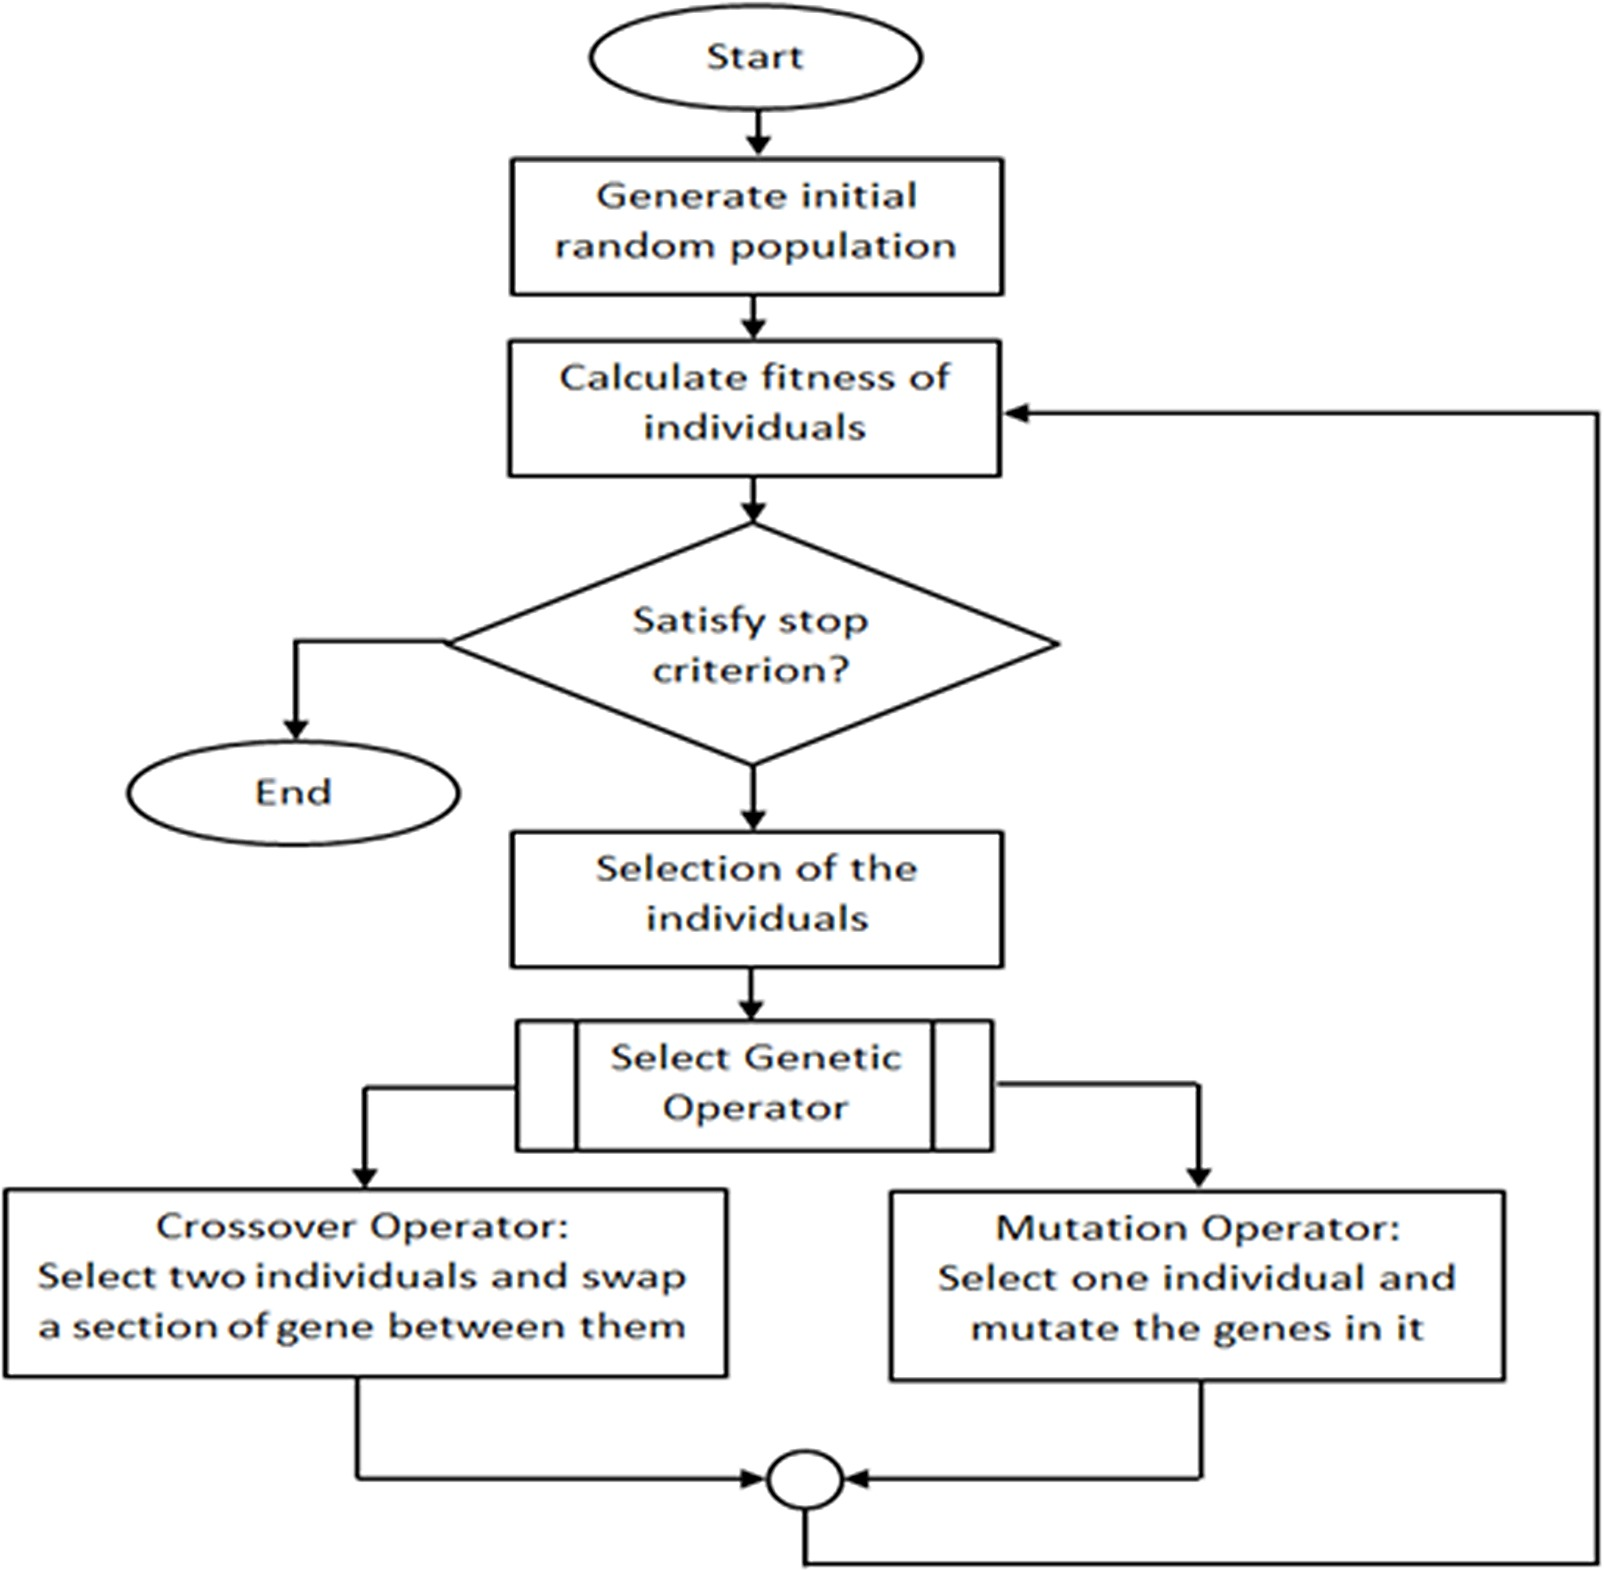 Start
Generate initial
random population
Calculate fitness of
individuals
Satisfy stop
criterion?
End
Selection of the
individuals
Select Genetic
Operator
Crossover Operator:
Select two individuals and swap
a section of gene between them
Mutation Operator:
Select one individual and
mutate the genes in it